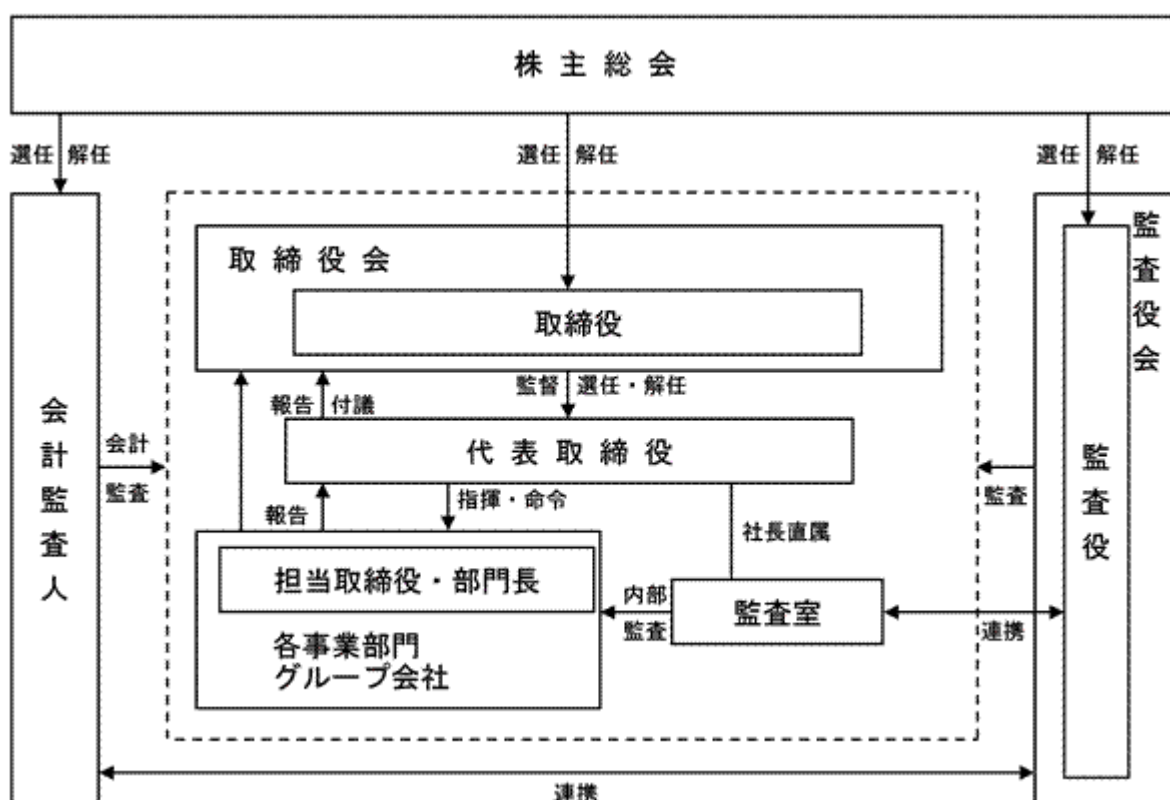 株主総会
選任 解任
選任 解任
選任 解任
取締役会
取締役
監督 選任・解任
報告 付議
代表取締役
会計
監査
監査
報告
指揮・命令
社長直属
担当取締役・部門長
各事業部門
グループ会社
内部
監査
監査室
連携
会計監査人
監査役会
監査役
連携